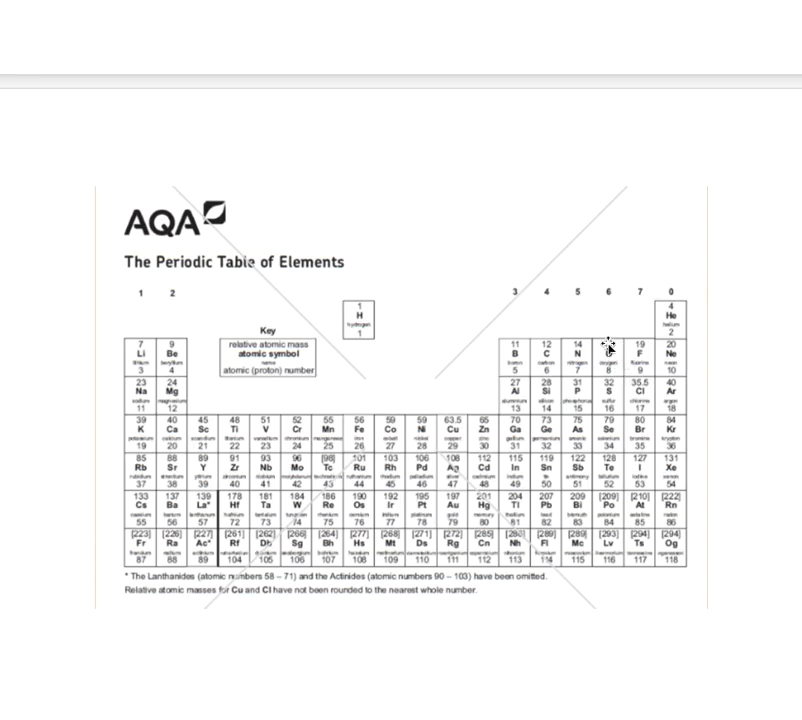 AQA
The Periodic Table of Elements
1 2 3 4 5 6 7 0
1 4
H He
hydrogen helium
1 2
Key
relative atomic mass
atomic symbol
name
atomic (proton) number
7 9 11 12 14 19 20
Li Be B C N F Ne
lithium beryllium boron carbon nitrogen oxygen fluorine neon
3 4 5 6 7 8 9 10
23 24 27 28 31 32 35.5 40
Na Mg Al Si P S Cl Ar
sodium magnesium aluminium silicon phosphorus sulfur chlorine argon
11 12 13 14 15 16 17 18
39 40 45 48 51 52 55 56 59 59 63.5 65 70 73 75 79 80 84
K Ca Sc Ti V Cr Mn Fe Co Ni Cu Zn Ga Ge As Se Br Kr
potassium calcium scandium titanium vanadium chromium manganese iron cobalt nickel copper zinc gallium germanium arsenic selenium bromine krypton
19 20 21 22 23 24 25 26 27 28 29 30 31 32 33 34 35 36
85 88 89 91 93 96 [98] 101 103 106 108 112 115 119 122 128 127 131
Rb Sr Y Zr Nb Mo Tc Ru Rh Pd Ag Cd In Sn Sb Te I Xe
37 38 39 40 41 42 43 44 45 46 47 48 49 50 51 52 53 54
133 137 139 178 181 184 186 190 192 195 197 201 204 207 209 [209] [210] [222]
Cs Ba La* Hf Ta W Re Os Ir Pt Au Hg Tl Pb Bi Po At Rn
55 56 57 72 73 74 75 76 77 78 79 80 81 82 83 84 85 86
[223] [226] [227] [261] [262] [266] [264] [277] [268] [271] [272] [285] [289] [289] [293] [294] [294]
Fr Ra Ac* Rf Db Sg Bh Hs Mt Ds Rg Cn Nh Fl Mc Lv Ts Og
87 88 89 104 105 106 107 108 109 110 111 112 113 114 115 116 117 118
* The Lanthanides (atomic numbers 58 – 71) and the Actinides (atomic numbers 90 – 103) have been omitted.
Relative atomic masses for Cu and Cl have not been rounded to the nearest whole number.